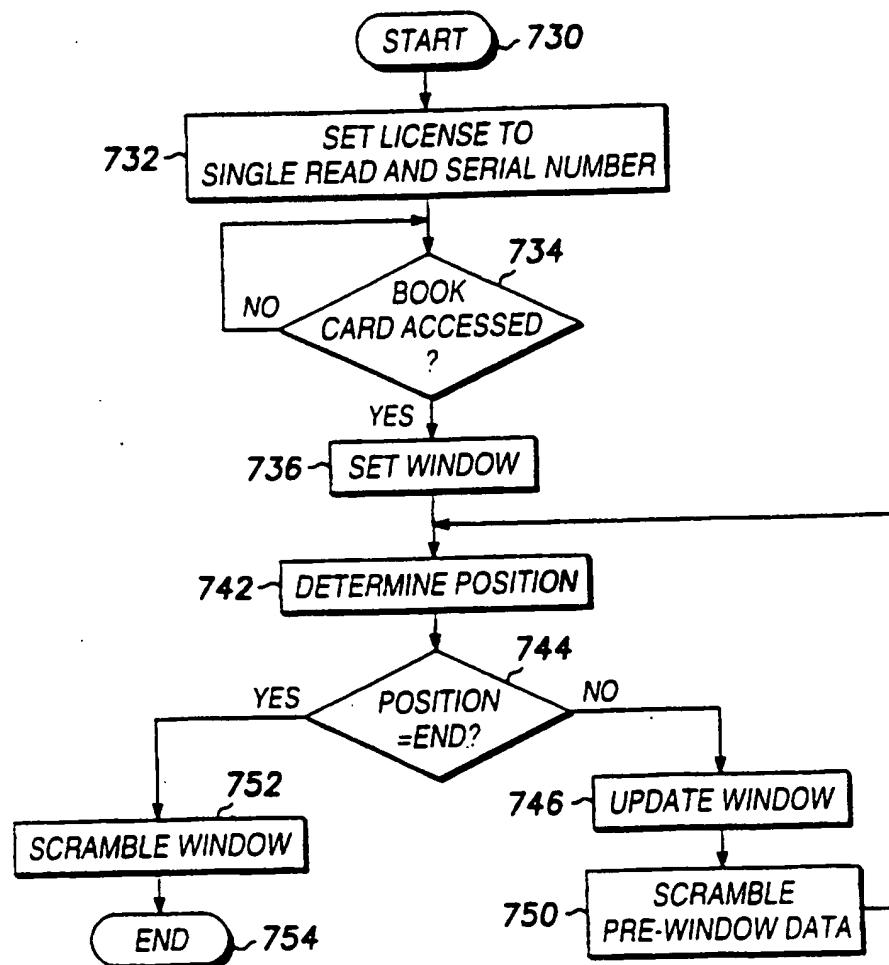 START 730
732 SET LICENSE TO
SINGLE READ AND SERIAL NUMBER
734
NO BOOK
CARD ACCESSED
?
YES
736 SET WINDOW
742 DETERMINE POSITION
744
YES POSITION NO
=END?
752
746 UPDATE WINDOW
SCRAMBLE WINDOW
750 SCRAMBLE
PRE-WINDOW DATA
END 754